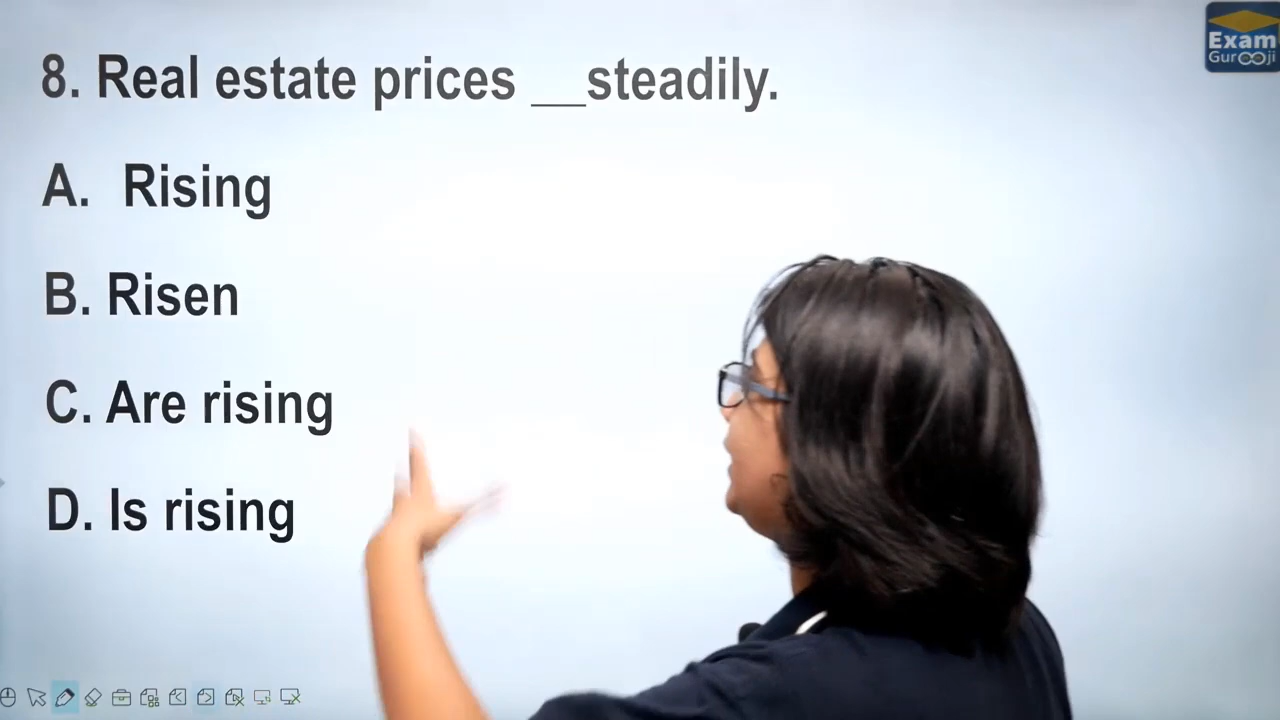 Exam
Gurooji
8. Real estate prices __steadily.
A. Rising
B. Risen
C. Are rising
D. Is rising